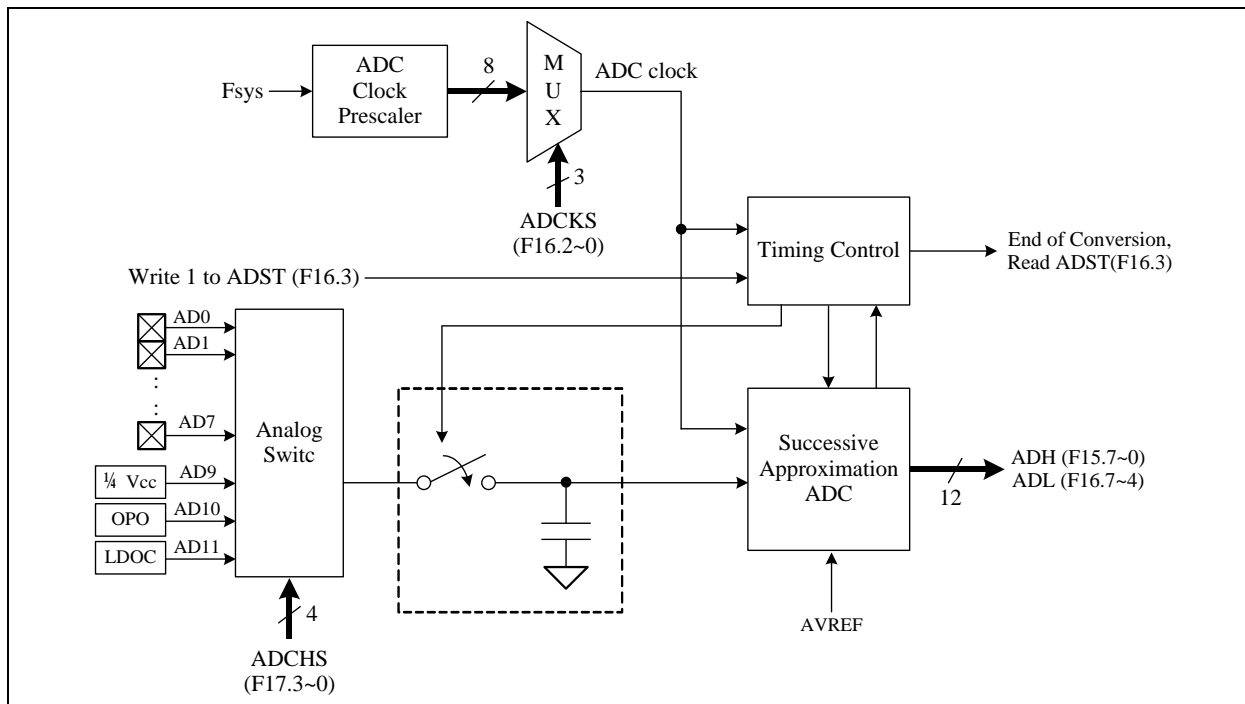 Fsys
ADC
Clock
Prescaler
8
M
U
X
ADC clock
3
ADCKS
(F16.2~0)
Timing Control
End of Conversion,
Read ADST(F16.3)
Write 1 to ADST (F16.3)
AD0
AD1
AD7
¼ Vcc
AD9
OPO
AD10
LDOC
AD11
Analog
Switc
4
ADCHS
(F17.3~0)
Successive
Approximation
ADC
12
ADH (F15.7~0)
ADL (F16.7~4)
AVREF